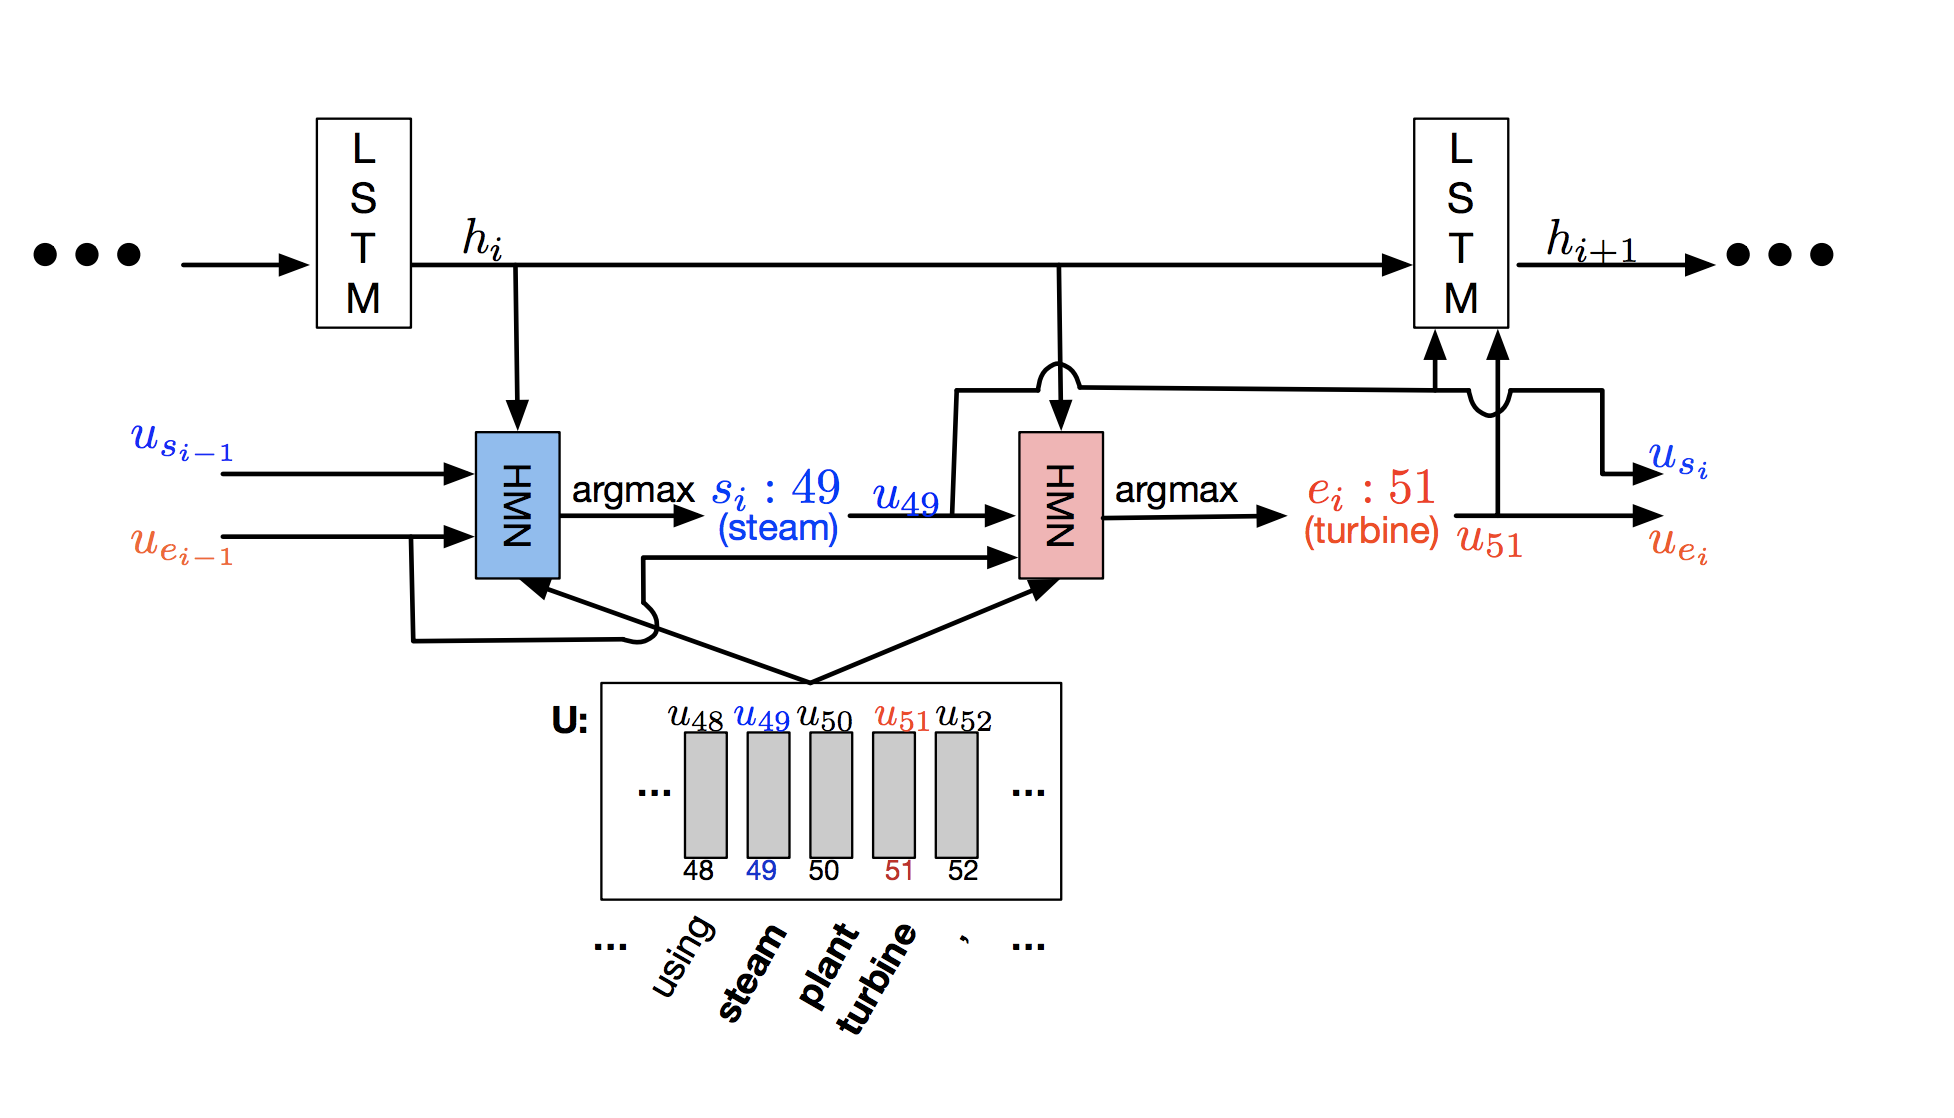 L
S
T
M
L
S
T
M
••• h_i h_{i+1} •••
u_{s_{i-1}}
u_{e_{i-1}}
HMN
argmax
s_i : 49
(steam)
u_{49}
HMN
argmax
e_i : 51
(turbine)
u_{51}
u_{s_i}
u_{e_i}
U:
u_{48} u_{49} u_{50} u_{51} u_{52}
... ...
48 49 50 51 52
... using steam plant turbine , ...